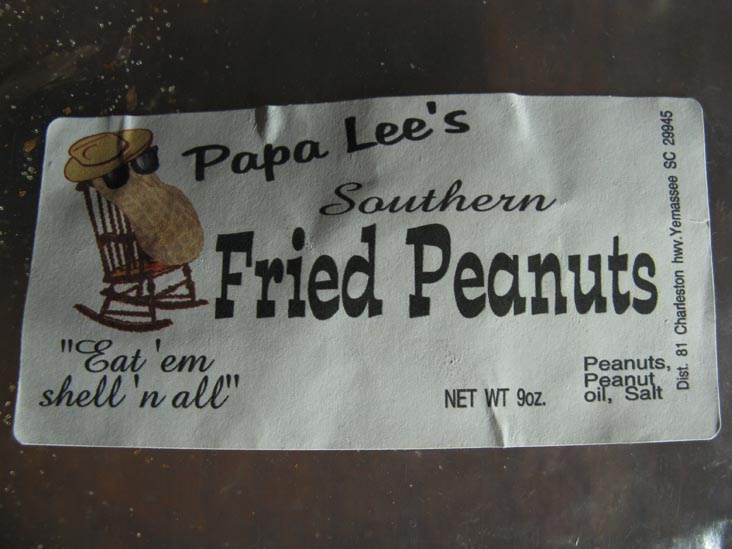 Papa Lee's
Southern
Fried Peanuts
"Eat 'em
shell 'n all"
NET WT 9oz.
Peanuts,
Peanut
oil, Salt
Dist. 81 Charleston hwy. Yemassee SC 29945